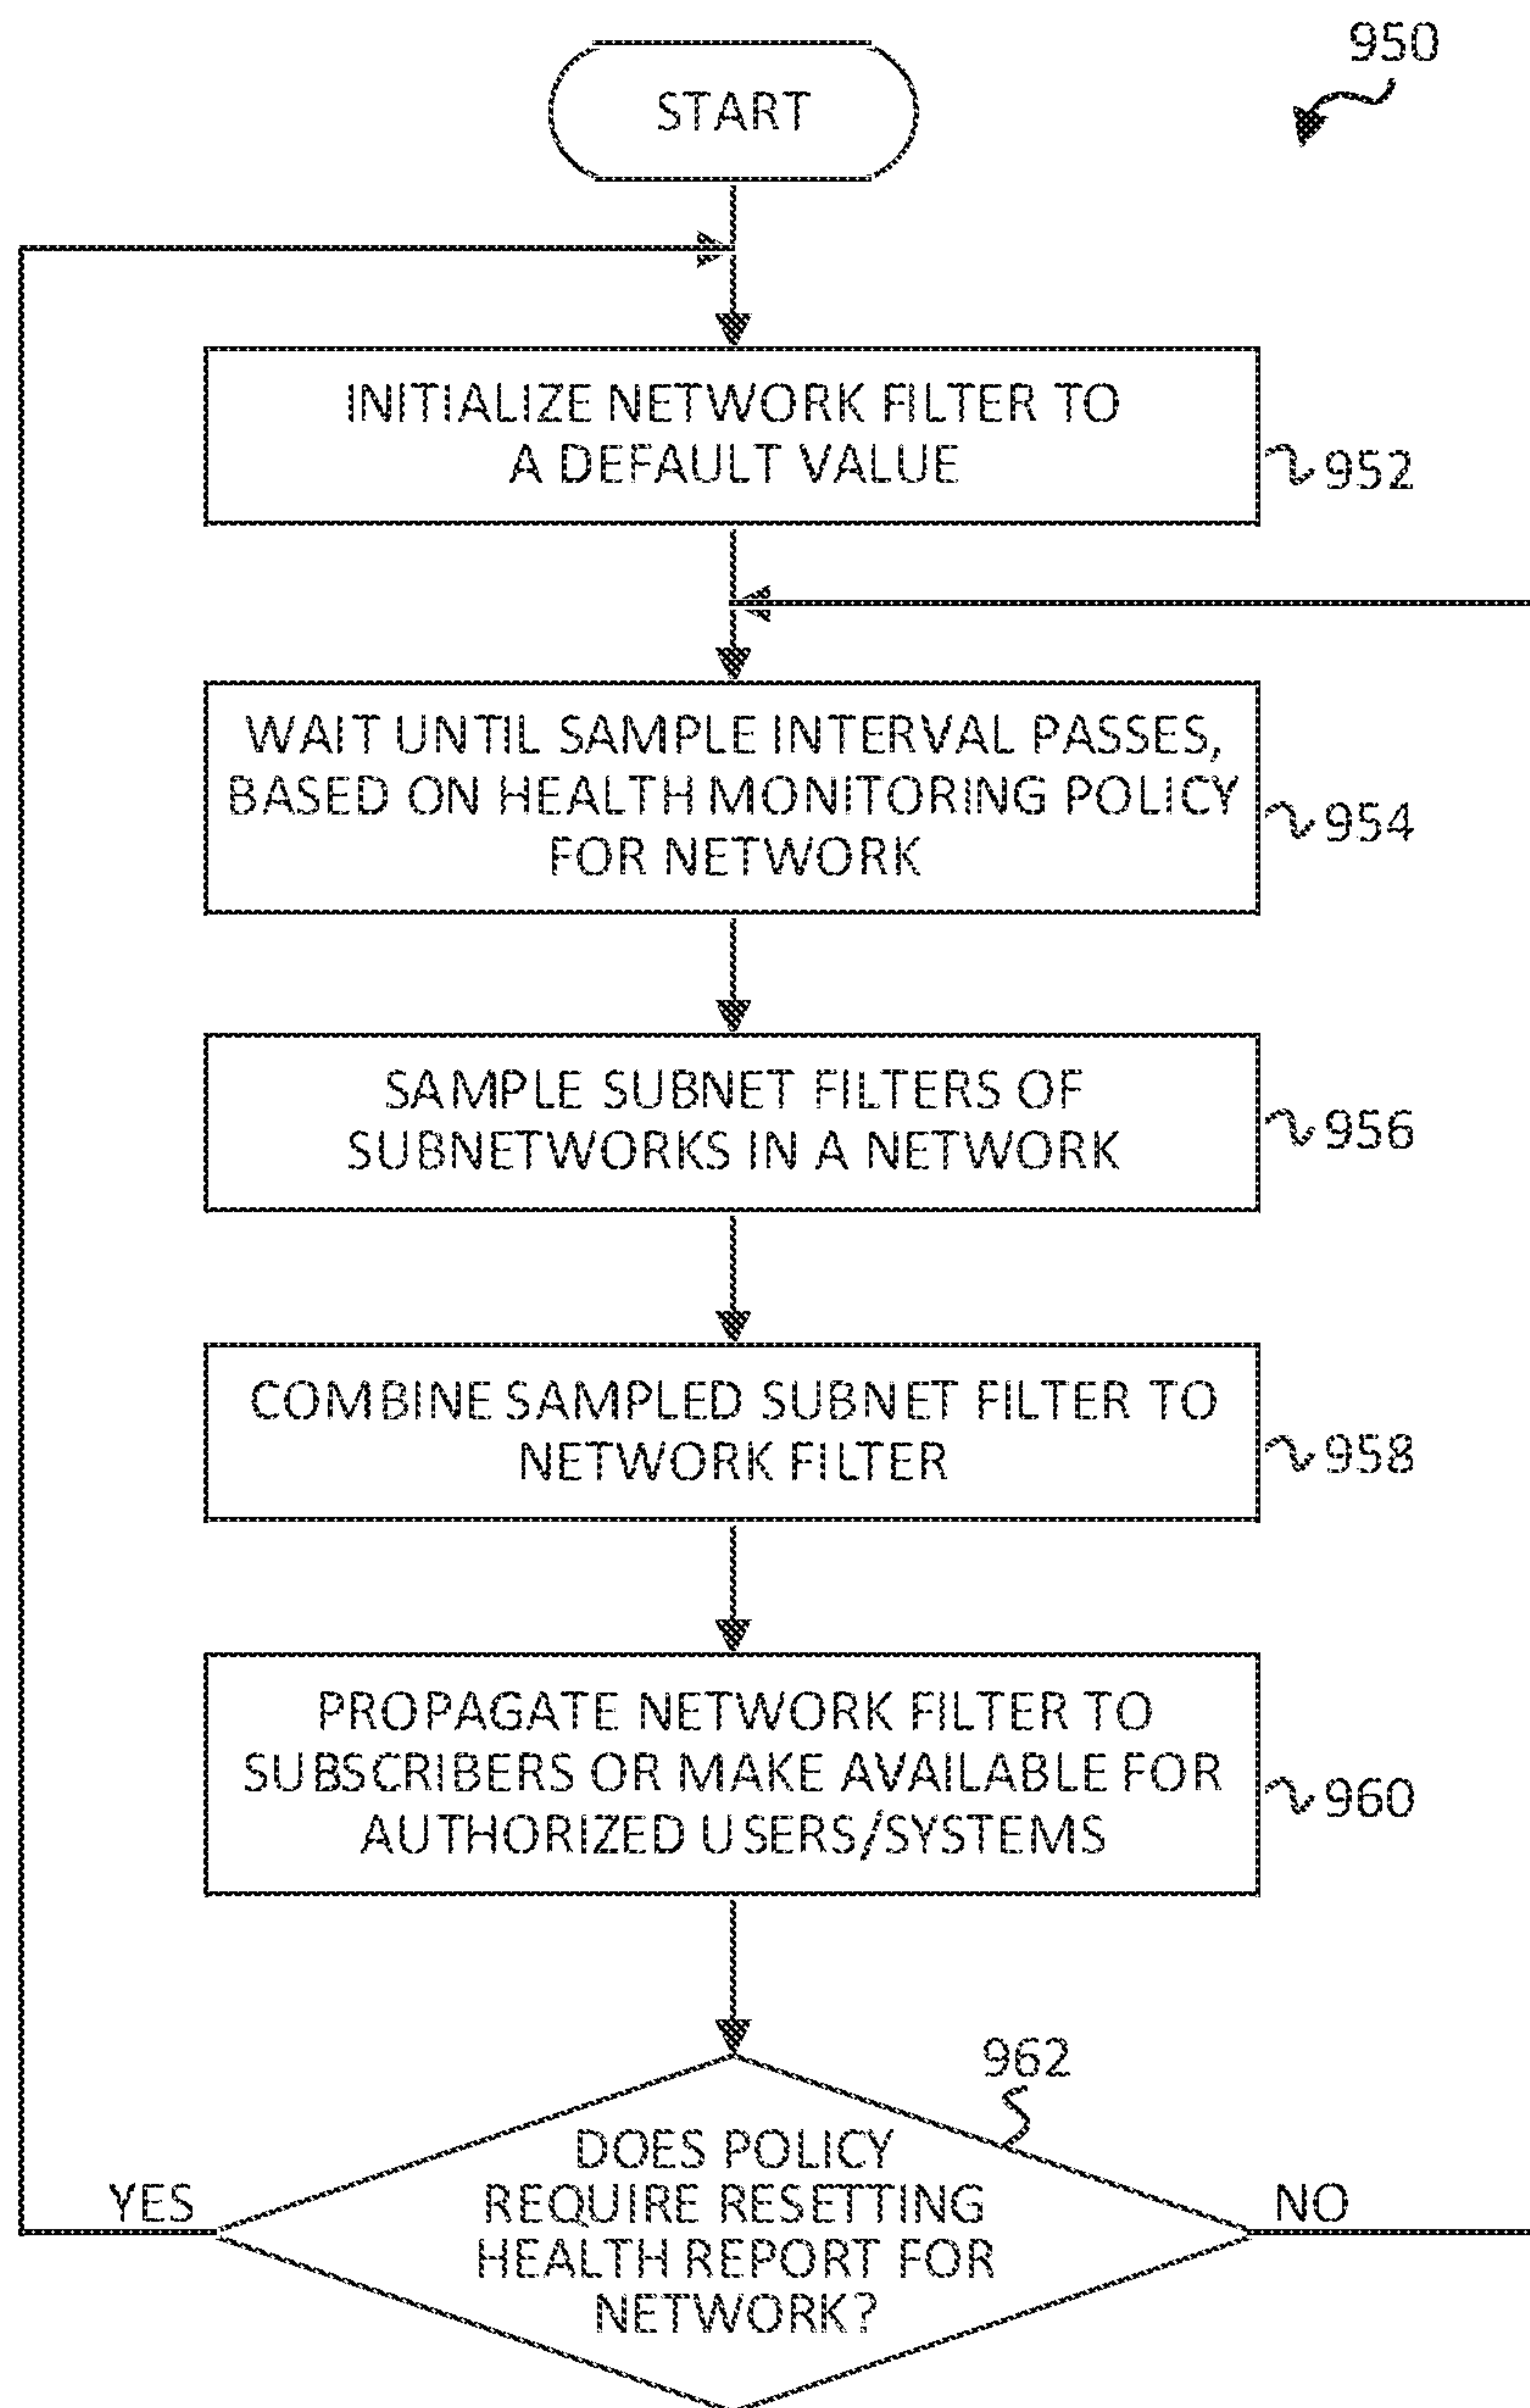 950
START
INITIALIZE NETWORK FILTER TO
A DEFAULT VALUE
952
WAIT UNTIL SAMPLE INTERVAL PASSES,
BASED ON HEALTH MONITORING POLICY
FOR NETWORK
954
SAMPLE SUBNET FILTERS OF
SUBNETWORKS IN A NETWORK
956
COMBINE SAMPLED SUBNET FILTER TO
NETWORK FILTER
958
PROPAGATE NETWORK FILTER TO
SUBSCRIBERS OR MAKE AVAILABLE FOR
AUTHORIZED USERS/SYSTEMS
960
962
DOES POLICY
REQUIRE RESETTING
HEALTH REPORT FOR
NETWORK?
YES
NO